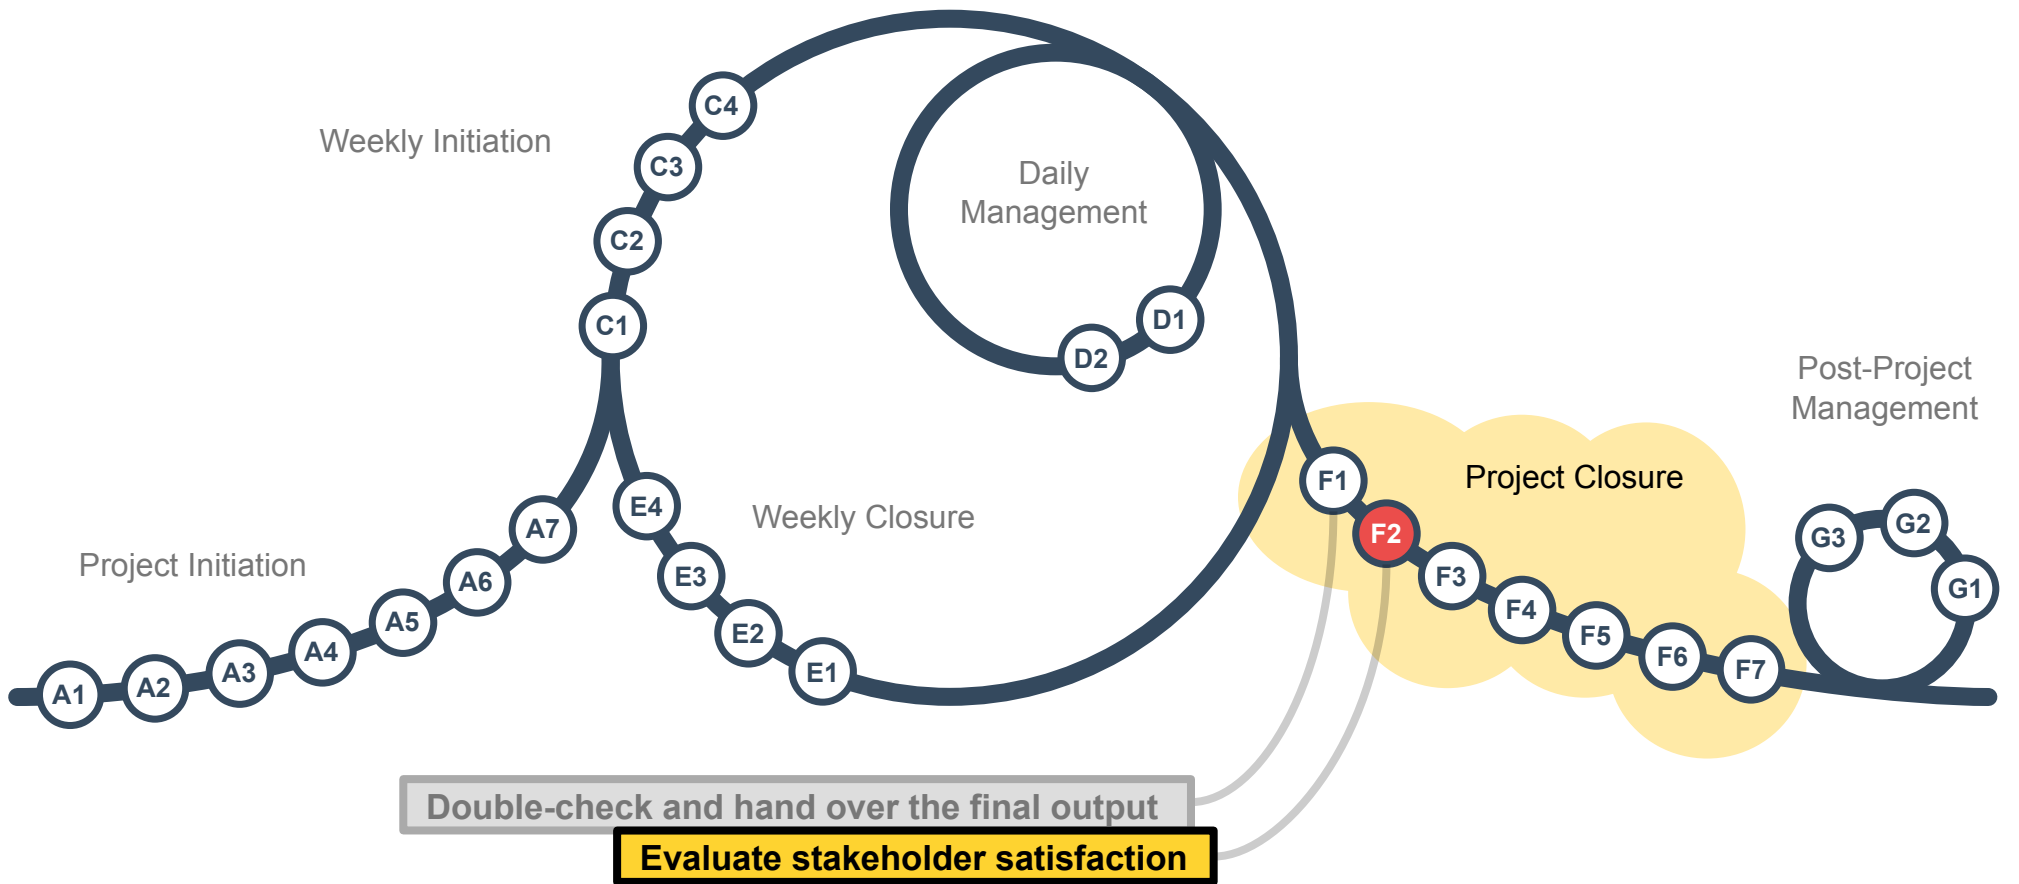 Project Initiation
A1
A2
A3
A4
A5
A6
A7
Weekly Initiation
C1
C2
C3
C4
Daily
Management
D1
D2
Weekly Closure
E1
E2
E3
E4
Project Closure
F1
F2
F3
F4
F5
F6
F7
Post-Project
Management
G1
G2
G3
Double-check and hand over the final output
Evaluate stakeholder satisfaction